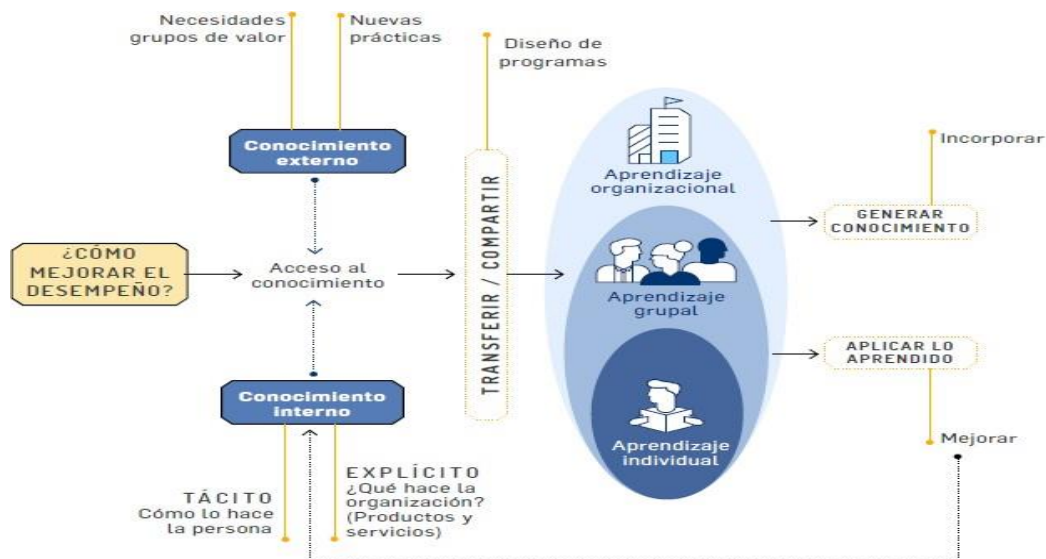 Necesidades
grupos de valor
Nuevas
prácticas
Diseño de
programas
Conocimiento
externo
¿CÓMO
MEJORAR EL
DESEMPEÑO?
Acceso al
conocimiento
TRANSFERIR / COMPARTIR
Aprendizaje
organizacional
Aprendizaje
grupal
Aprendizaje
individual
Incorporar
GENERAR
CONOCIMIENTO
APLICAR LO
APRENDIDO
Mejorar
Conocimiento
interno
TÁCITO
Cómo lo hace
la persona
EXPLÍCITO
¿Qué hace la
organización?
(Productos y
servicios)